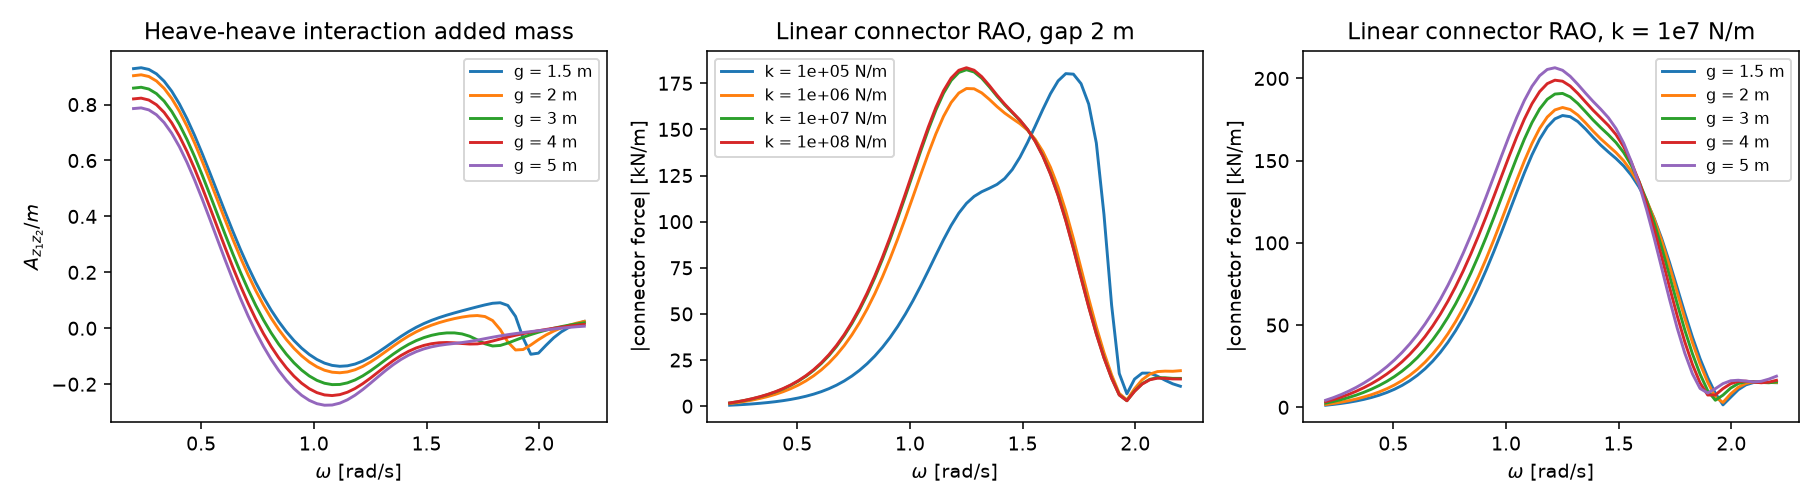 Heave-heave interaction added mass
g = 1.5 m
g = 2 m
g = 3 m
g = 4 m
g = 5 m
0.8
0.6
0.4
0.2
0.0
−0.2
A_{z_1z_2}/m
0.5
1.0
1.5
2.0
ω [rad/s]
Linear connector RAO, gap 2 m
k = 1e+05 N/m
k = 1e+06 N/m
k = 1e+07 N/m
k = 1e+08 N/m
175
150
125
100
75
50
25
0
|connector force| [kN/m]
0.5
1.0
1.5
2.0
ω [rad/s]
Linear connector RAO, k = 1e7 N/m
g = 1.5 m
g = 2 m
g = 3 m
g = 4 m
g = 5 m
200
150
100
50
0
|connector force| [kN/m]
0.5
1.0
1.5
2.0
ω [rad/s]